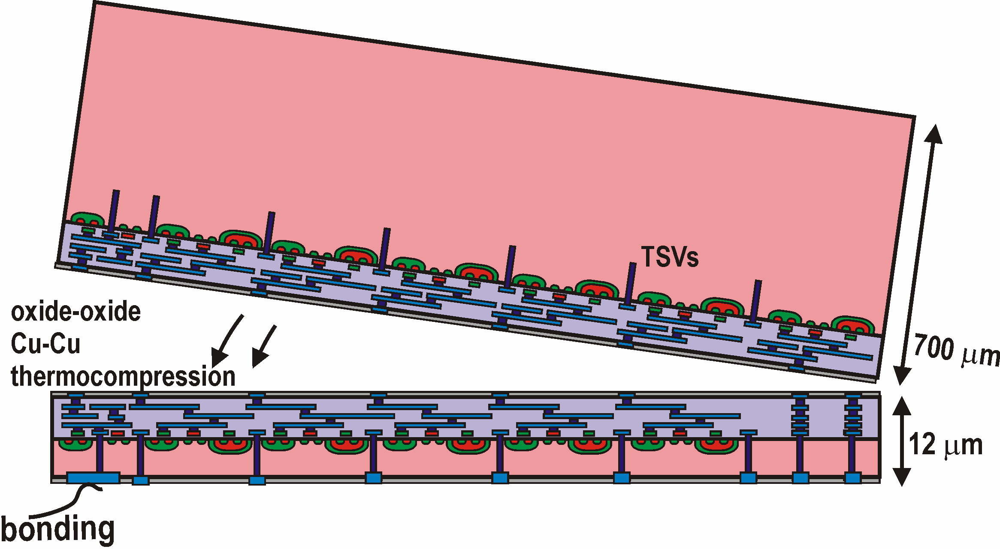 TSVs
oxide-oxide
Cu-Cu
thermocompression
700 μm
12 μm
bonding